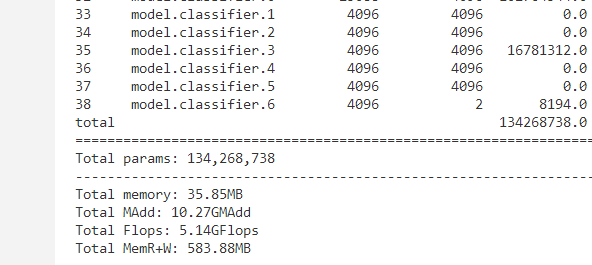 33 model.classifier.1 4096 4096 0.0
34 model.classifier.2 4096 4096 0.0
35 model.classifier.3 4096 4096 16781312.0
36 model.classifier.4 4096 4096 0.0
37 model.classifier.5 4096 4096 0.0
38 model.classifier.6 4096 2 8194.0
total 134268738.0
=================================================================
Total params: 134,268,738
-----------------------------------------------------------------
Total memory: 35.85MB
Total MAdd: 10.27GMAdd
Total Flops: 5.14GFlops
Total MemR+W: 583.88MB